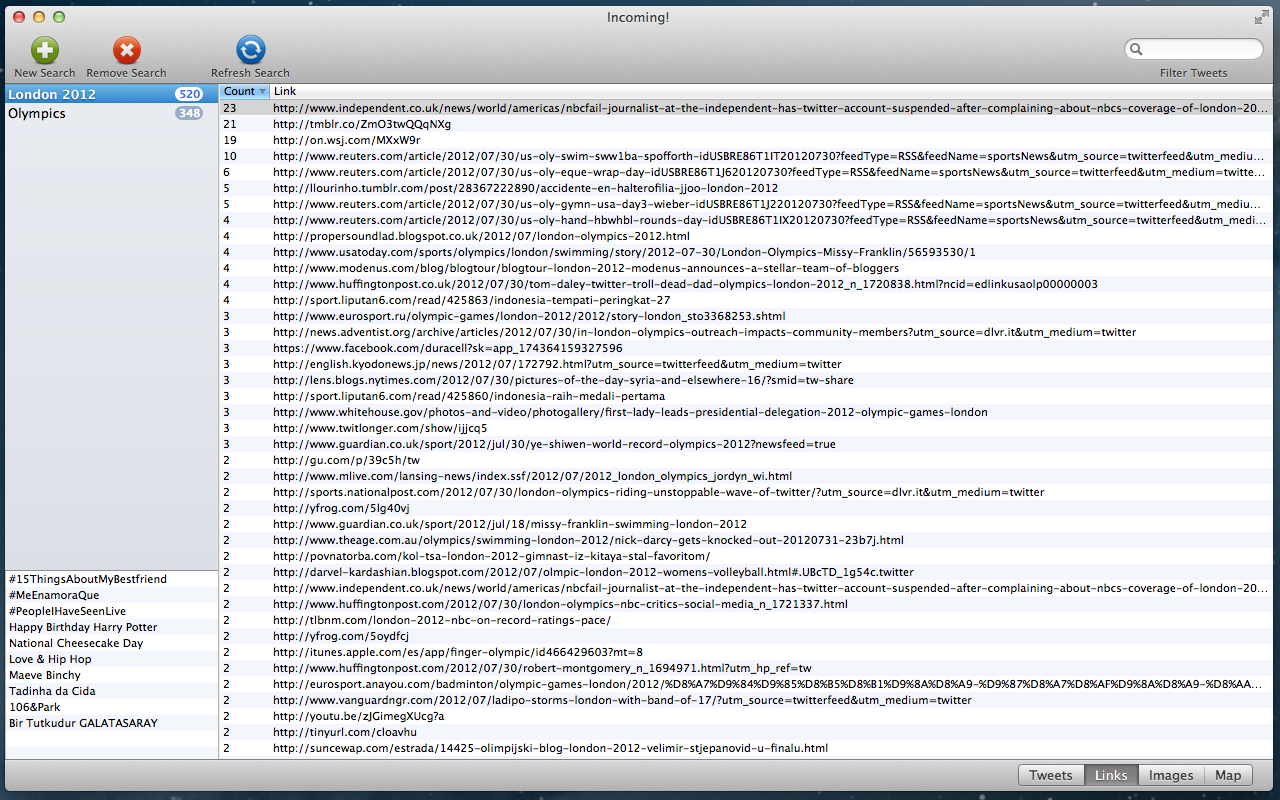 Incoming!
New Search Remove Search Refresh Search Filter Tweets
London 2012 520
Olympics 348
#15ThingsAboutMyBestfriend
#MeEnamoraQue
#PeopleIHaveSeenLive
Happy Birthday Harry Potter
National Cheesecake Day
Love & Hip Hop
Maeve Binchy
Tadinha da Cida
106&Park
Bir Tutkudur GALATASARAY
Count Link
23 http://www.independent.co.uk/news/world/americas/nbcfail-journalist-at-the-independent-has-twitter-account-suspended-after-complaining-about-nbcs-coverage-of-london-20...
21 http://tmblr.co/ZmO3twQQqNXg
19 http://on.wsj.com/MXxW9r
10 http://www.reuters.com/article/2012/07/30/us-oly-swim-sww1ba-spofforth-idUSBRE86T1IT20120730?feedType=RSS&feedName=sportsNews&utm_source=twitterfeed&utm_mediu...
6 http://www.reuters.com/article/2012/07/30/us-oly-eque-wrap-day-idUSBRE86T1J620120730?feedType=RSS&feedName=sportsNews&utm_source=twitterfeed&utm_medium=twitte...
5 http://llourinho.tumblr.com/post/28367222890/accidente-en-halterofilia-jjoo-london-2012
5 http://www.reuters.com/article/2012/07/30/us-oly-gymn-usa-day3-wieber-idUSBRE86T1J220120730?feedType=RSS&feedName=sportsNews&utm_source=twitterfeed&utm_medi...
4 http://www.reuters.com/article/2012/07/30/us-oly-hand-hbwhbl-rounds-day-idUSBRE86T1IX20120730?feedType=RSS&feedName=sportsNews&utm_source=twitterfeed&utm_medi...
4 http://propersoundlad.blogspot.co.uk/2012/07/london-olympics-2012.html
4 http://www.usatoday.com/sports/olympics/london/swimming/story/2012-07-30/London-Olympics-Missy-Franklin/56593530/1
4 http://www.modenus.com/blog/blogtour/blogtour-london-2012-modenus-announces-a-stellar-team-of-bloggers
4 http://www.huffingtonpost.co.uk/2012/07/30/tom-daley-twitter-troll-dead-dad-olympics-london-2012_n_1720838.html?ncid=edlinkusaolp00000003
4 http://sport.liputan6.com/read/425863/indonesia-tempati-peringkat-27
3 http://www.eurosport.ru/olympic-games/london-2012/2012/story-london_sto3368253.shtml
3 http://news.adventist.org/archive/articles/2012/07/30/in-london-olympics-outreach-impacts-community-members?utm_source=dlvr.it&utm_medium=twitter
3 https://www.facebook.com/duracell?sk=app_174364159327596
3 http://english.kyodonews.jp/news/2012/07/172792.html?utm_source=twitterfeed&utm_medium=twitter
3 http://lens.blogs.nytimes.com/2012/07/30/pictures-of-the-day-syria-and-elsewhere-16/?smid=tw-share
3 http://sport.liputan6.com/read/425860/indonesia-raih-medali-pertama
3 http://www.whitehouse.gov/photos-and-video/photogallery/first-lady-leads-presidential-delegation-2012-olympic-games-london
3 http://www.twitlonger.com/show/ijjcq5
3 http://www.guardian.co.uk/sport/2012/jul/30/ye-shiwen-world-record-olympics-2012?newsfeed=true
2 http://gu.com/p/39c5h/tw
2 http://www.mlive.com/lansing-news/index.ssf/2012/07/2012_london_olympics_jordyn_wi.html
2 http://sports.nationalpost.com/2012/07/30/london-olympics-riding-unstoppable-wave-of-twitter/?utm_source=dlvr.it&utm_medium=twitter
2 http://yfrog.com/5lg40vj
2 http://www.guardian.co.uk/sport/2012/jul/18/missy-franklin-swimming-london-2012
2 http://www.theage.com.au/olympics/swimming-london-2012/nick-darcy-gets-knocked-out-20120731-23b7j.html
2 http://povnatorba.com/kol-tsa-london-2012-gimnast-iz-kitaya-stal-favoritom/
2 http://darvel-kardashian.blogspot.com/2012/07/olmpic-london-2012-womens-volleyball.html#.UBcTD_1g54c.twitter
2 http://www.independent.co.uk/news/world/americas/nbcfail-journalist-at-the-independent-has-twitter-account-suspended-after-complaining-about-nbcs-coverage-of-london-20...
2 http://www.huffingtonpost.com/2012/07/30/london-olympics-nbc-critics-social-media_n_1721337.html
2 http://tlbnm.com/london-2012-nbc-on-record-ratings-pace/
2 http://yfrog.com/5oydfcj
2 http://itunes.apple.com/es/app/finger-olympic/id466429603?mt=8
2 http://www.huffingtonpost.com/2012/07/30/robert-montgomery_n_1694971.html?utm_hp_ref=tw
2 http://eurosport.anayou.com/badminton/olympic-games-london/2012/%D8%A7%D9%84%D9%85%D8%B5%D8%B1%D9%8A%D8%A9-%D9%87%D8%A7%D8%AF%D9%8A%D8%A9-%D8%AA...
2 http://www.vanguardngr.com/2012/07/ladipo-storms-london-with-band-of-17/?utm_source=twitterfeed&utm_medium=twitter
2 http://youtu.be/zJGimegXUcg?a
2 http://tinyurl.com/cloavhu
2 http://suncewap.com/estrada/14425-olimpijski-blog-london-2012-velimir-stjepanovid-u-finalu.html
Tweets Links Images Map